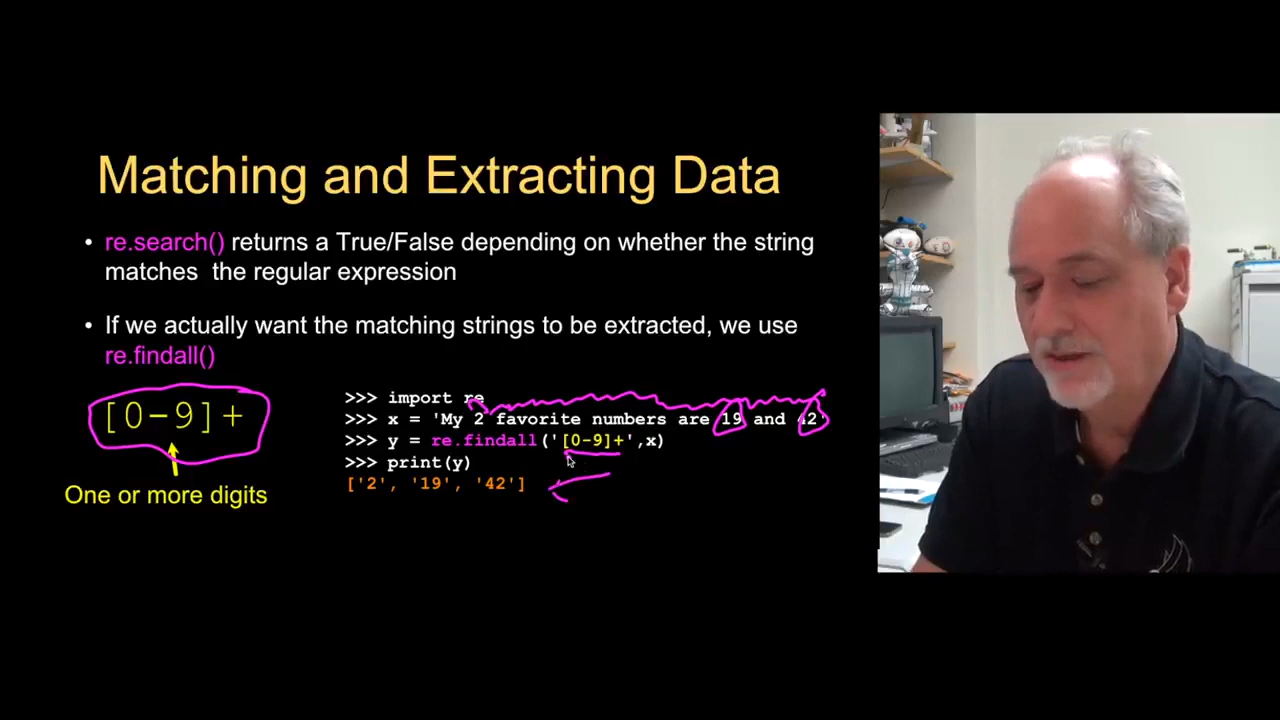 Matching and Extracting Data
• re.search() returns a True/False depending on whether the string
matches the regular expression
• If we actually want the matching strings to be extracted, we use
re.findall()
[0-9]+
One or more digits
>>> import re
>>> x = 'My 2 favorite numbers are 19 and 42'
>>> y = re.findall('[0-9]+',x)
>>> print(y)
['2', '19', '42']